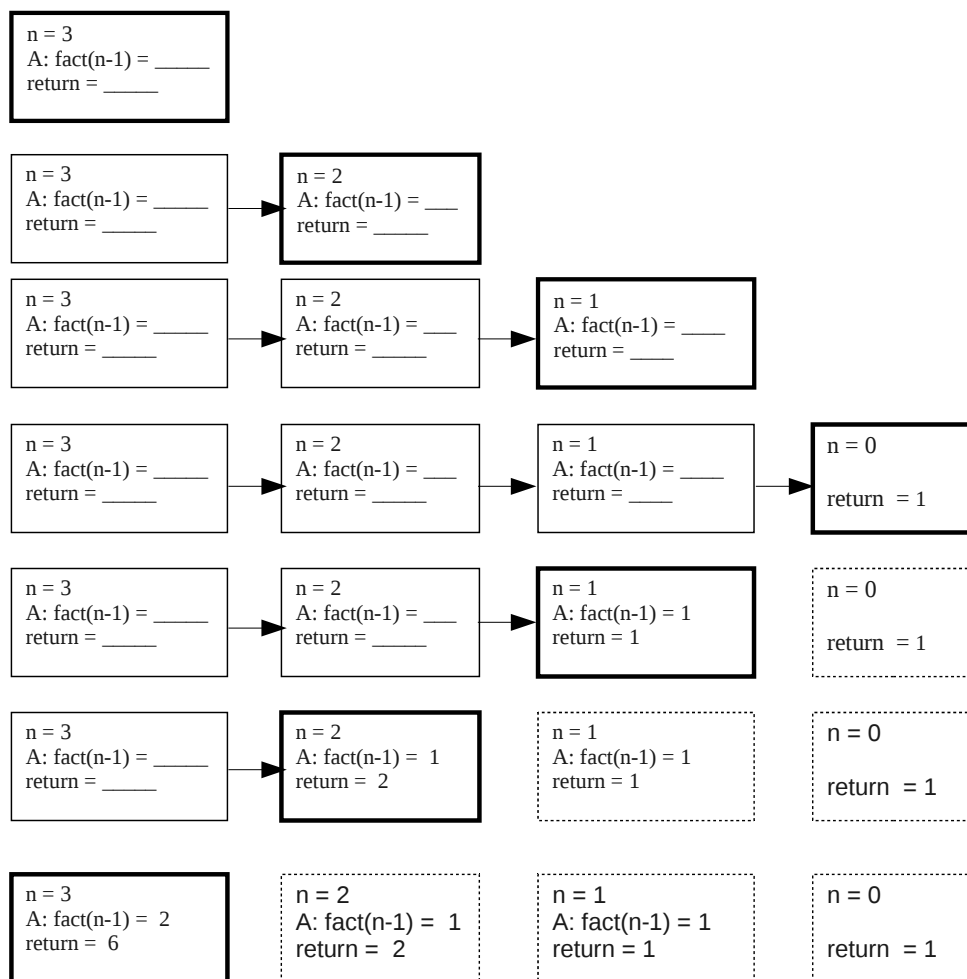 n = 3
A: fact(n-1) = _____
return = _____
n = 3
A: fact(n-1) = _____
return = _____
n = 2
A: fact(n-1) = ___
return = _____
n = 3
A: fact(n-1) = _____
return = _____
n = 2
A: fact(n-1) = ___
return = _____
n = 1
A: fact(n-1) = ____
return = ____
n = 3
A: fact(n-1) = _____
return = _____
n = 2
A: fact(n-1) = ___
return = _____
n = 1
A: fact(n-1) = ____
return = ____
n = 0
return  = 1
n = 3
A: fact(n-1) = _____
return = _____
n = 2
A: fact(n-1) = ___
return = _____
n = 1
A: fact(n-1) = 1
return = 1
n = 0
return  = 1
n = 3
A: fact(n-1) = _____
return = _____
n = 2
A: fact(n-1) =  1
return =  2
n = 1
A: fact(n-1) = 1
return = 1
n = 0
return  = 1
n = 3
A: fact(n-1) =  2
return =  6
n = 2
A: fact(n-1) =  1
return =  2
n = 1
A: fact(n-1) = 1
return = 1
n = 0
return  = 1